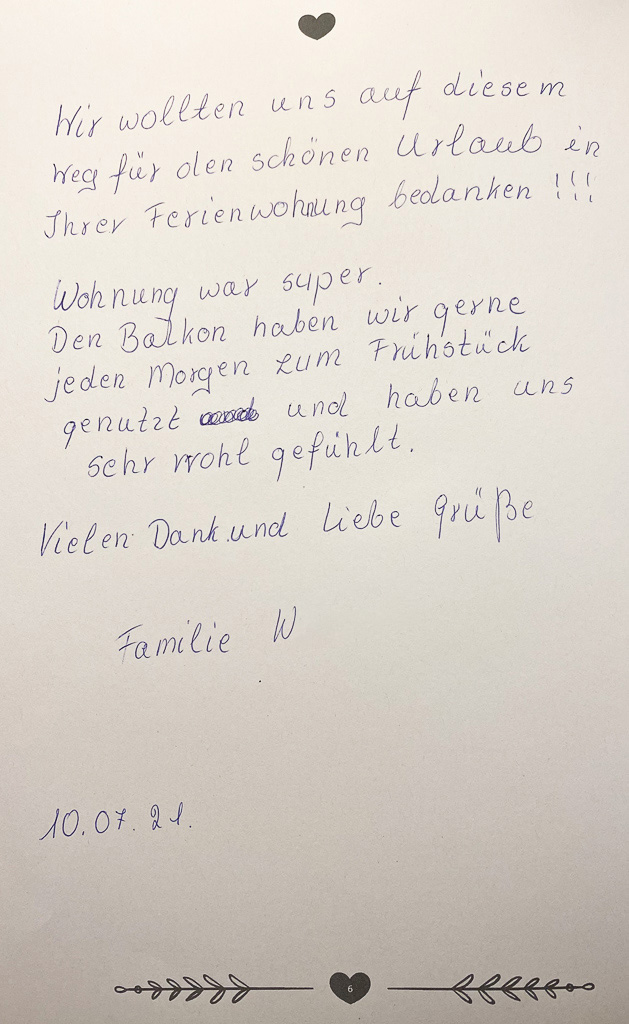 Wir wollten uns auf diesem
Weg für den schönen Urlaub in
Ihrer Ferienwohnung bedanken !!!
Wohnung war super.
Den Balkon haben wir gerne
jeden Morgen zum Frühstück
genutzt und haben uns
sehr wohl gefühlt.
Vielen Dank und Liebe Grüße
Familie W
10.07.21.
6